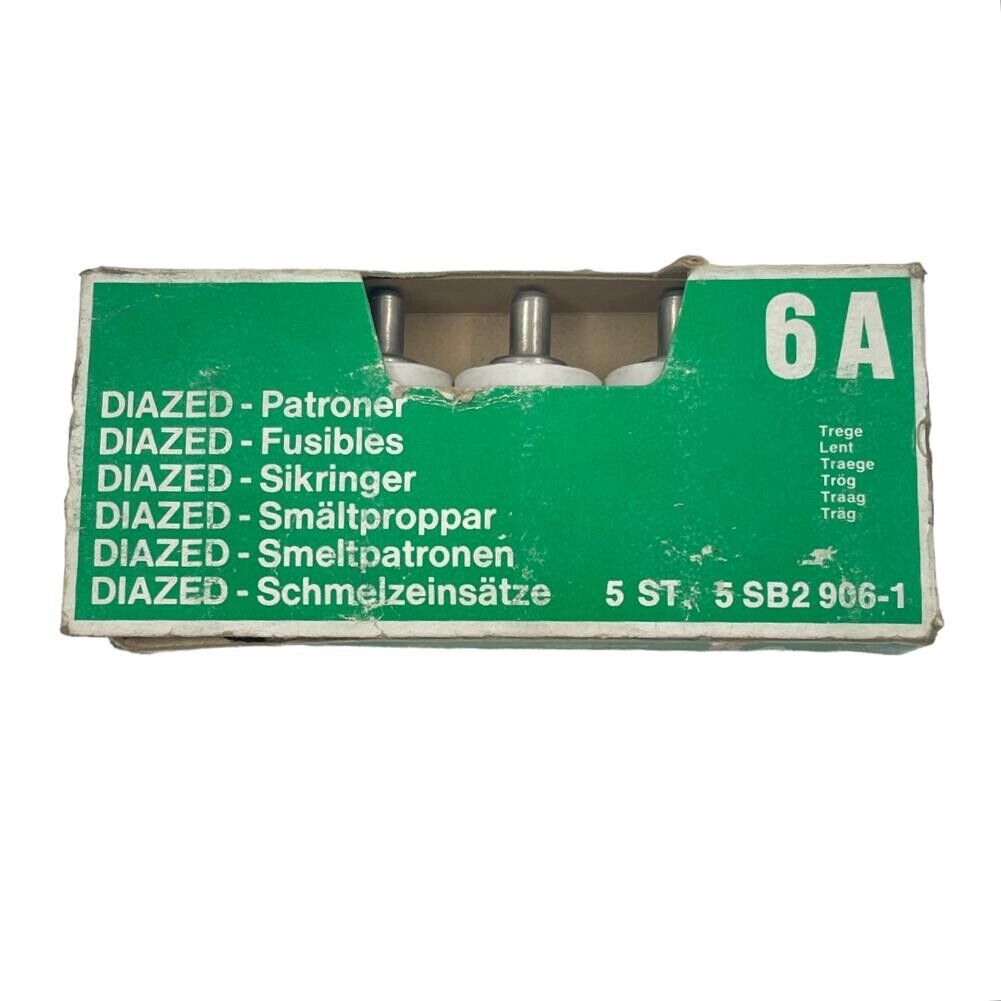 6 A
DIAZED - Patroner
DIAZED - Fusibles
DIAZED - Sikringer
DIAZED - Smältproppar
DIAZED - Smeltpatronen
DIAZED - Schmelzeinsätze
Trege
Lent
Traege
Trög
Traag
Träg
5 ST 5 SB2 906-1